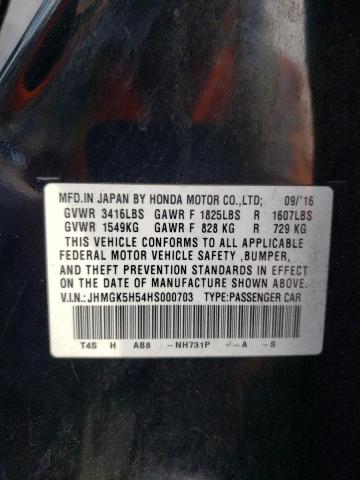 MFD.IN JAPAN BY HONDA MOTOR CO.,LTD; 09/'16
GVWR 3416LBS GAWR F 1825LBS R 1607LBS
GVWR 1549KG GAWR F 828 KG R 729 KG
THIS VEHICLE CONFORMS TO ALL APPLICABLE
FEDERAL MOTOR VEHICLE SAFETY ,BUMPER,
AND THEFT PREVENTION STANDARDS IN EFFECT
ON THE DATE OF MANUFACTURE SHOWN ABOVE.
V.I.N.: JHMGK5H54HS000703 TYPE:PASSENGER CAR
T4S H AB8 -NH731P -A -S